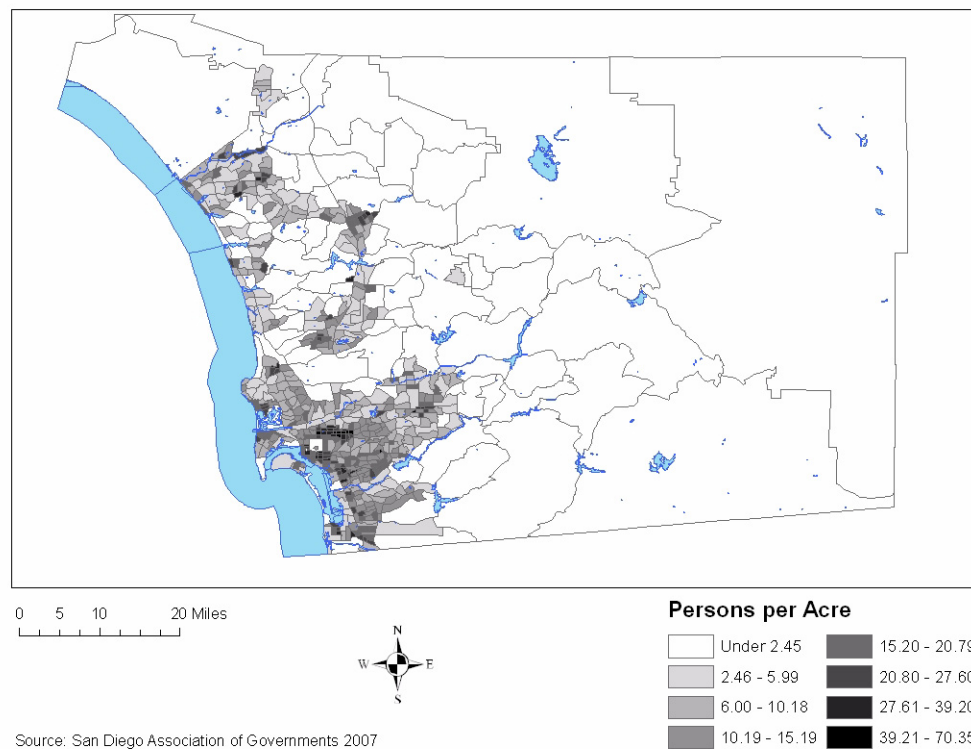 0 5 10 20 Miles
N
W E
S
Source: San Diego Association of Governments 2007
Persons per Acre
Under 2.45
2.46 - 5.99
6.00 - 10.18
10.19 - 15.19
15.20 - 20.79
20.80 - 27.60
27.61 - 39.20
39.21 - 70.35